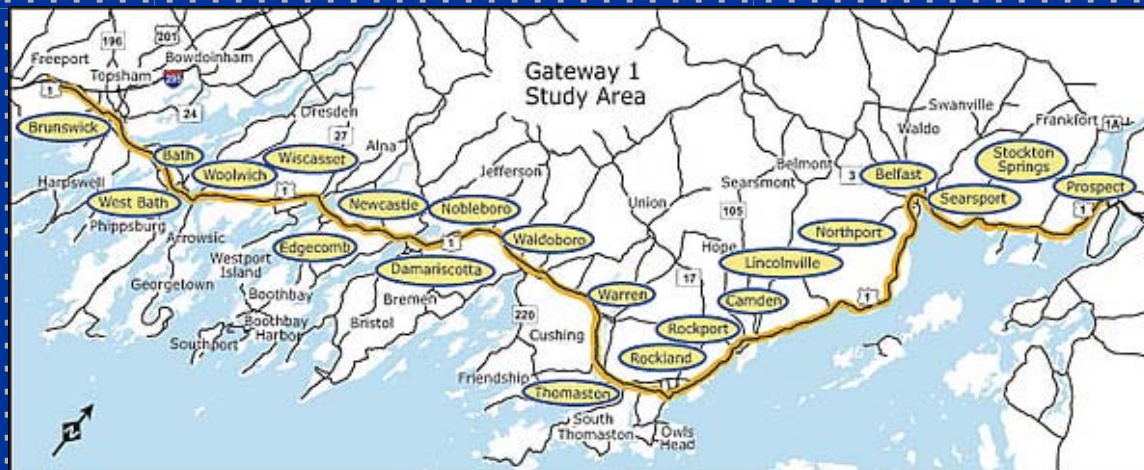 Gateway 1
Study Area
Freeport
196
201
Bowdoinham
1
Topsham
295
24
Dresden
27
Alna
Brunswick
Bath
Woolwich
Wiscasset
1
West Bath
Harpswell
Phippsburg
Arrowsic
Georgetown
Westport
Island
Edgecomb
Boothbay
Boothbay
Harbor
Southport
Newcastle
Nobleboro
Jefferson
1
Damariscotta
Bremen
Bristol
Waldoboro
Union
220
Cushing
Friendship
Warren
Thomaston
South
Thomaston
Owls
Head
Rockland
Rockport
Camden
17
Hope
105
Searsmont
Belmont
Lincolnville
Northport
1
3
Belfast
Waldo
Swanville
Searsport
Stockton
Springs
Frankfort
1A
Prospect
1
N